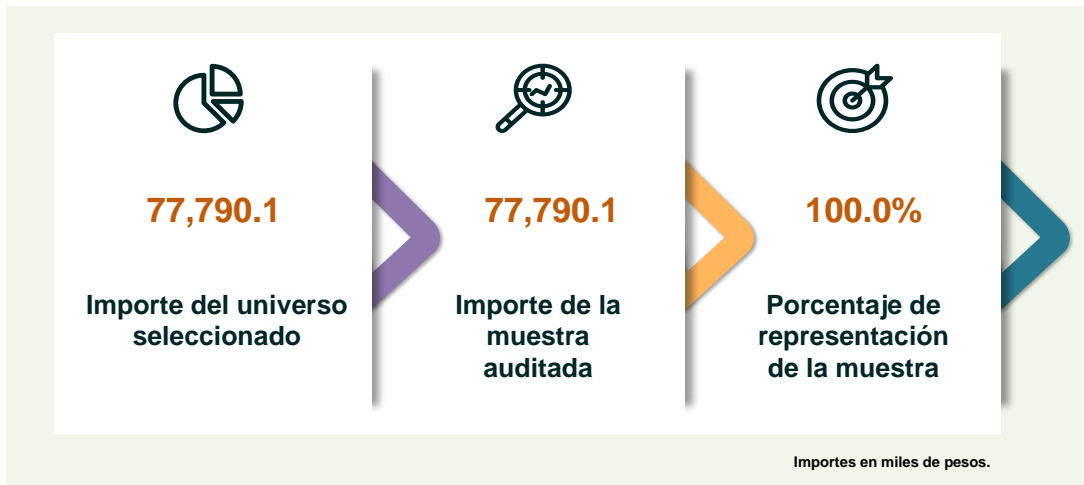 77,790.1
Importe del universo
seleccionado
77,790.1
Importe de la
muestra
auditada
100.0%
Porcentaje de
representación
de la muestra
Importes en miles de pesos.